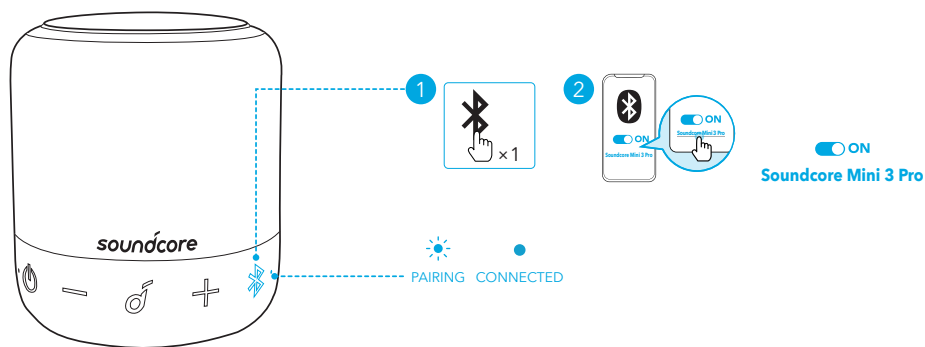 1
2
×1
ON
Soundcore Mini 3 Pro
ON
Soundcore Mini 3 Pro
ON
Soundcore Mini 3 Pro
soundcore
PAIRING CONNECTED